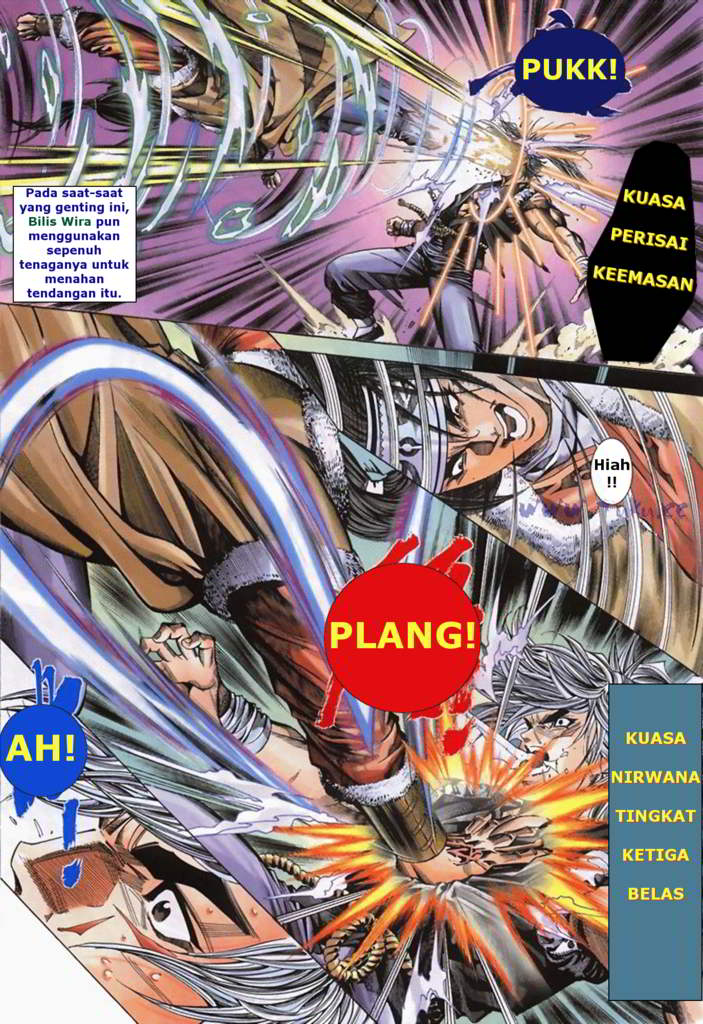 PUKK!
KUASA
PERISAI
KEEMASAN
Pada saat-saat
yang genting ini,
Bilis Wira pun
menggunakan
sepenuh
tenaganya untuk
menahan
tendangan itu.
Hiah
!!
PLANG!
AH!
KUASA
NIRWANA
TINGKAT
KETIGA
BELAS